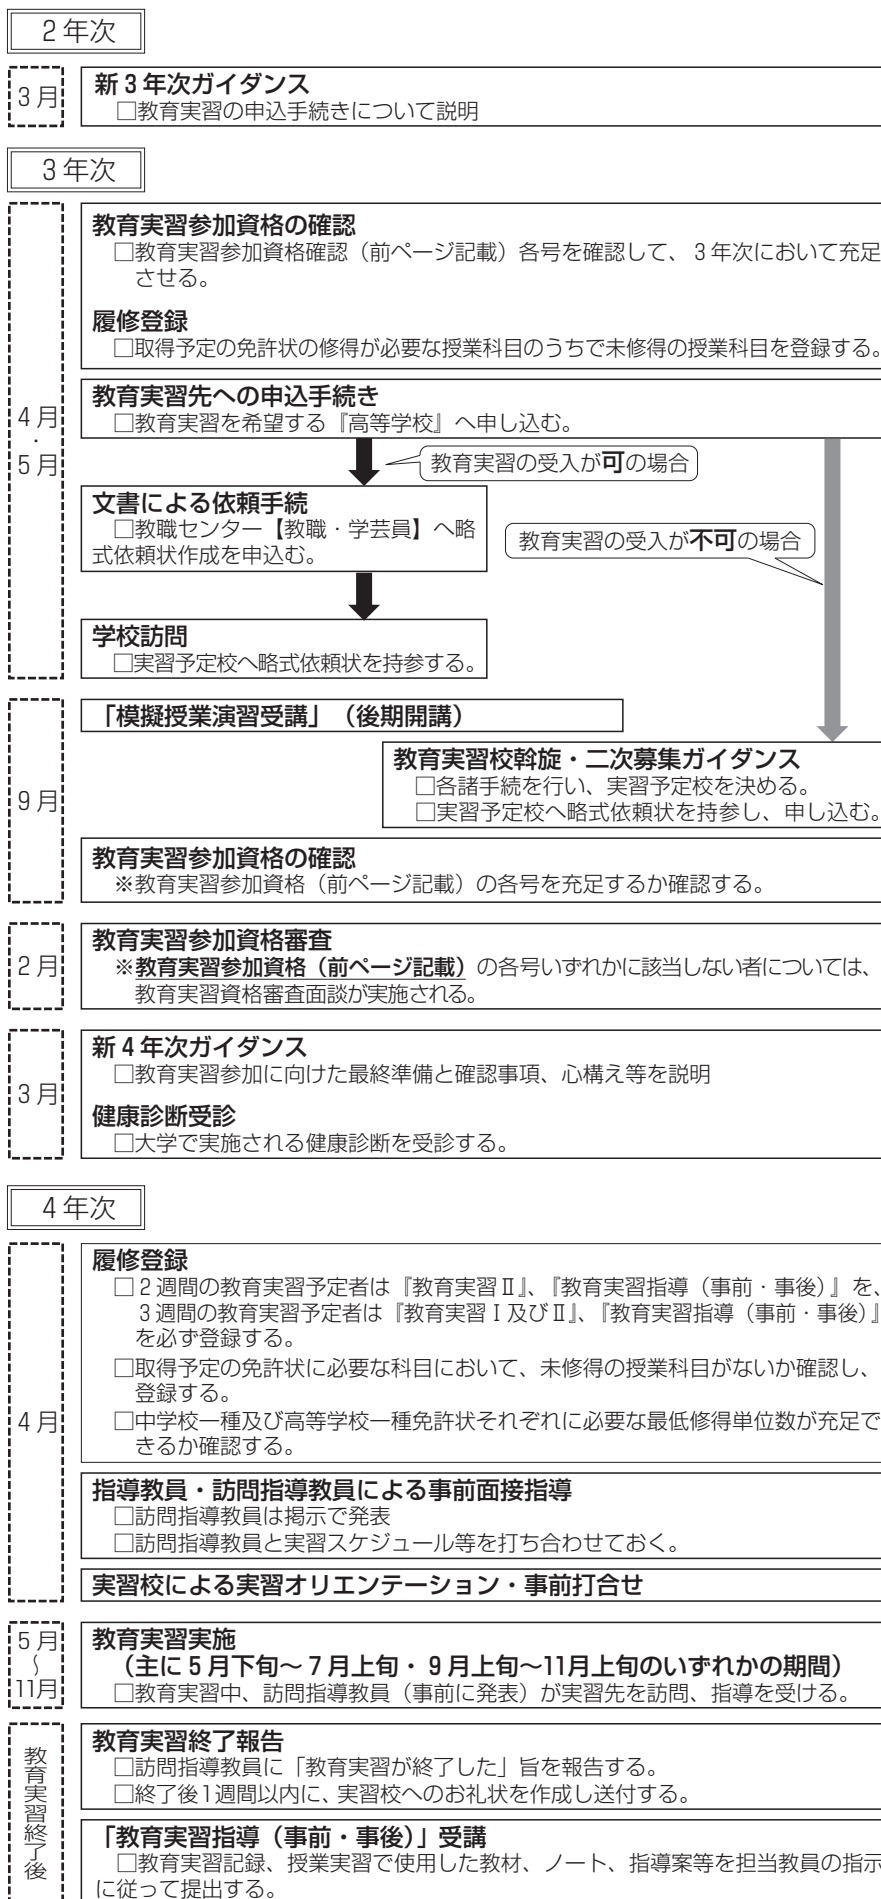 2年次
3月
新3年次ガイダンス
□教育実習の申込手続きについて説明
3年次
4月・5月
教育実習参加資格の確認
□教育実習参加資格確認（前ページ記載）各号を確認して、3年次において充足
させる。
履修登録
□取得予定の免許状の修得が必要な授業科目のうちで未修得の授業科目を登録する。
教育実習先への申込手続き
□教育実習を希望する『高等学校』へ申し込む。
教育実習の受入が可の場合
文書による依頼手続
□教職センター【教職・学芸員】へ略
式依頼状作成を申込む。
教育実習の受入が不可の場合
学校訪問
□実習予定校へ略式依頼状を持参する。
9月
「模擬授業演習受講」（後期開講）
教育実習校斡旋・二次募集ガイダンス
□各諸手続を行い、実習予定校を決める。
□実習予定校へ略式依頼状を持参し、申し込む。
教育実習参加資格の確認
※教育実習参加資格（前ページ記載）の各号を充足するか確認する。
2月
教育実習参加資格審査
※教育実習参加資格（前ページ記載）の各号いずれかに該当しない者については、
教育実習資格審査面談が実施される。
3月
新4年次ガイダンス
□教育実習参加に向けた最終準備と確認事項、心構え等を説明
健康診断受診
□大学で実施される健康診断を受診する。
4年次
4月
履修登録
□2週間の教育実習予定者は『教育実習Ⅱ』、『教育実習指導（事前・事後）』を、
3週間の教育実習予定者は『教育実習Ⅰ及びⅡ』、『教育実習指導（事前・事後）』
を必ず登録する。
□取得予定の免許状に必要な科目において、未修得の授業科目がないか確認し、
登録する。
□中学校一種及び高等学校一種免許状それぞれに必要な最低修得単位数が充足で
きるか確認する。
指導教員・訪問指導教員による事前面接指導
□訪問指導教員は掲示で発表
□訪問指導教員と実習スケジュール等を打ち合わせておく。
実習校による実習オリエンテーション・事前打合せ
5月〜11月
教育実習実施
（主に5月下旬〜7月上旬・9月上旬〜11月上旬のいずれかの期間）
□教育実習中、訪問指導教員（事前に発表）が実習先を訪問、指導を受ける。
教育実習終了後
教育実習終了報告
□訪問指導教員に「教育実習が終了した」旨を報告する。
□終了後1週間以内に、実習校へのお礼状を作成し送付する。
「教育実習指導（事前・事後）」受講
□教育実習記録、授業実習で使用した教材、ノート、指導案等を担当教員の指示
に従って提出する。